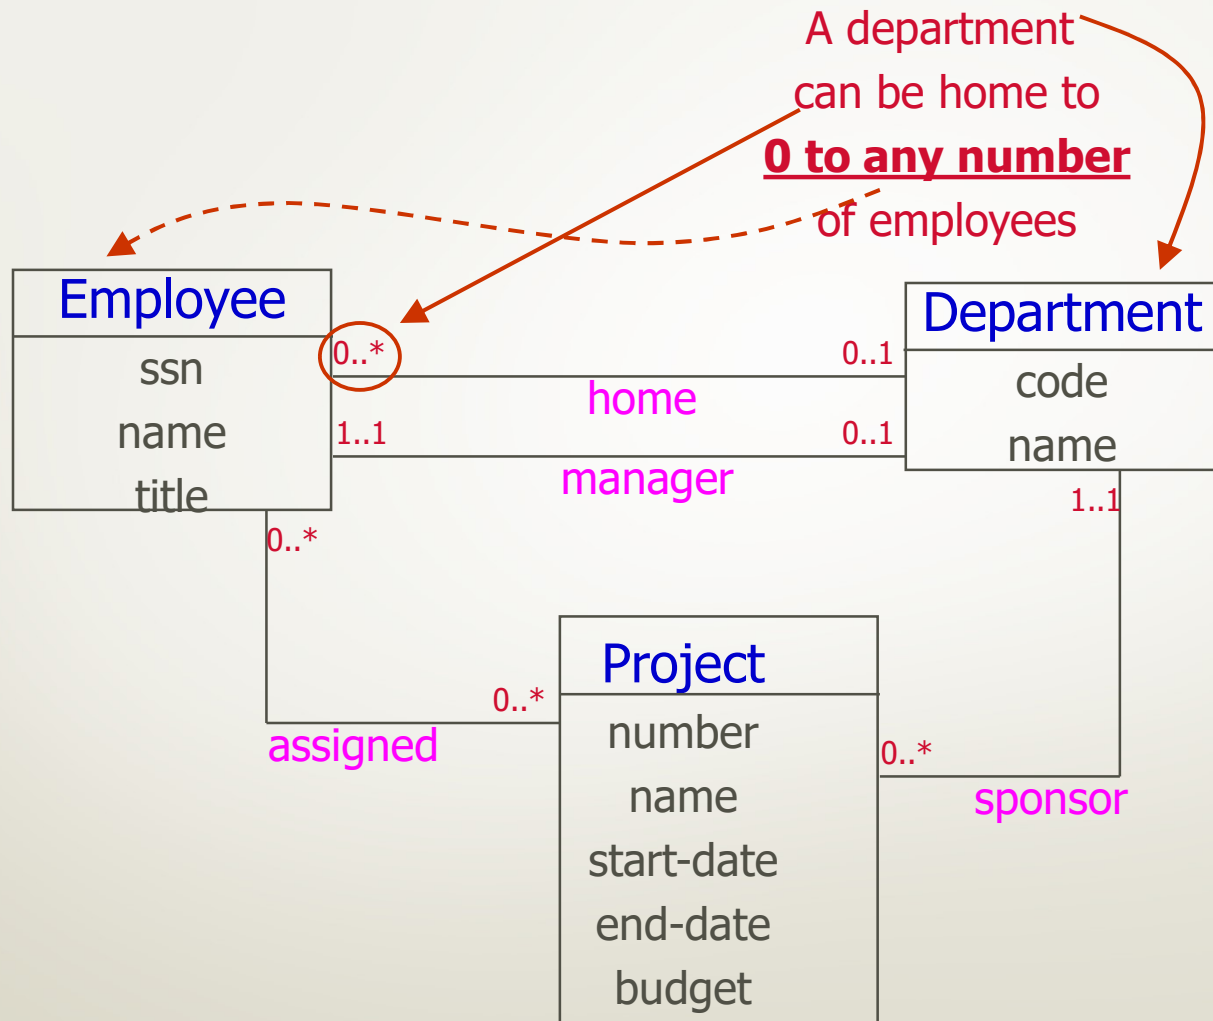 A department
can be home to
0 to any number
of employees
Employee
ssn
name
title
Department
code
name
0..*
0..1
home
1..1
0..1
manager
0..*
1..1
Project
number
name
start-date
end-date
budget
0..*
assigned
0..*
sponsor